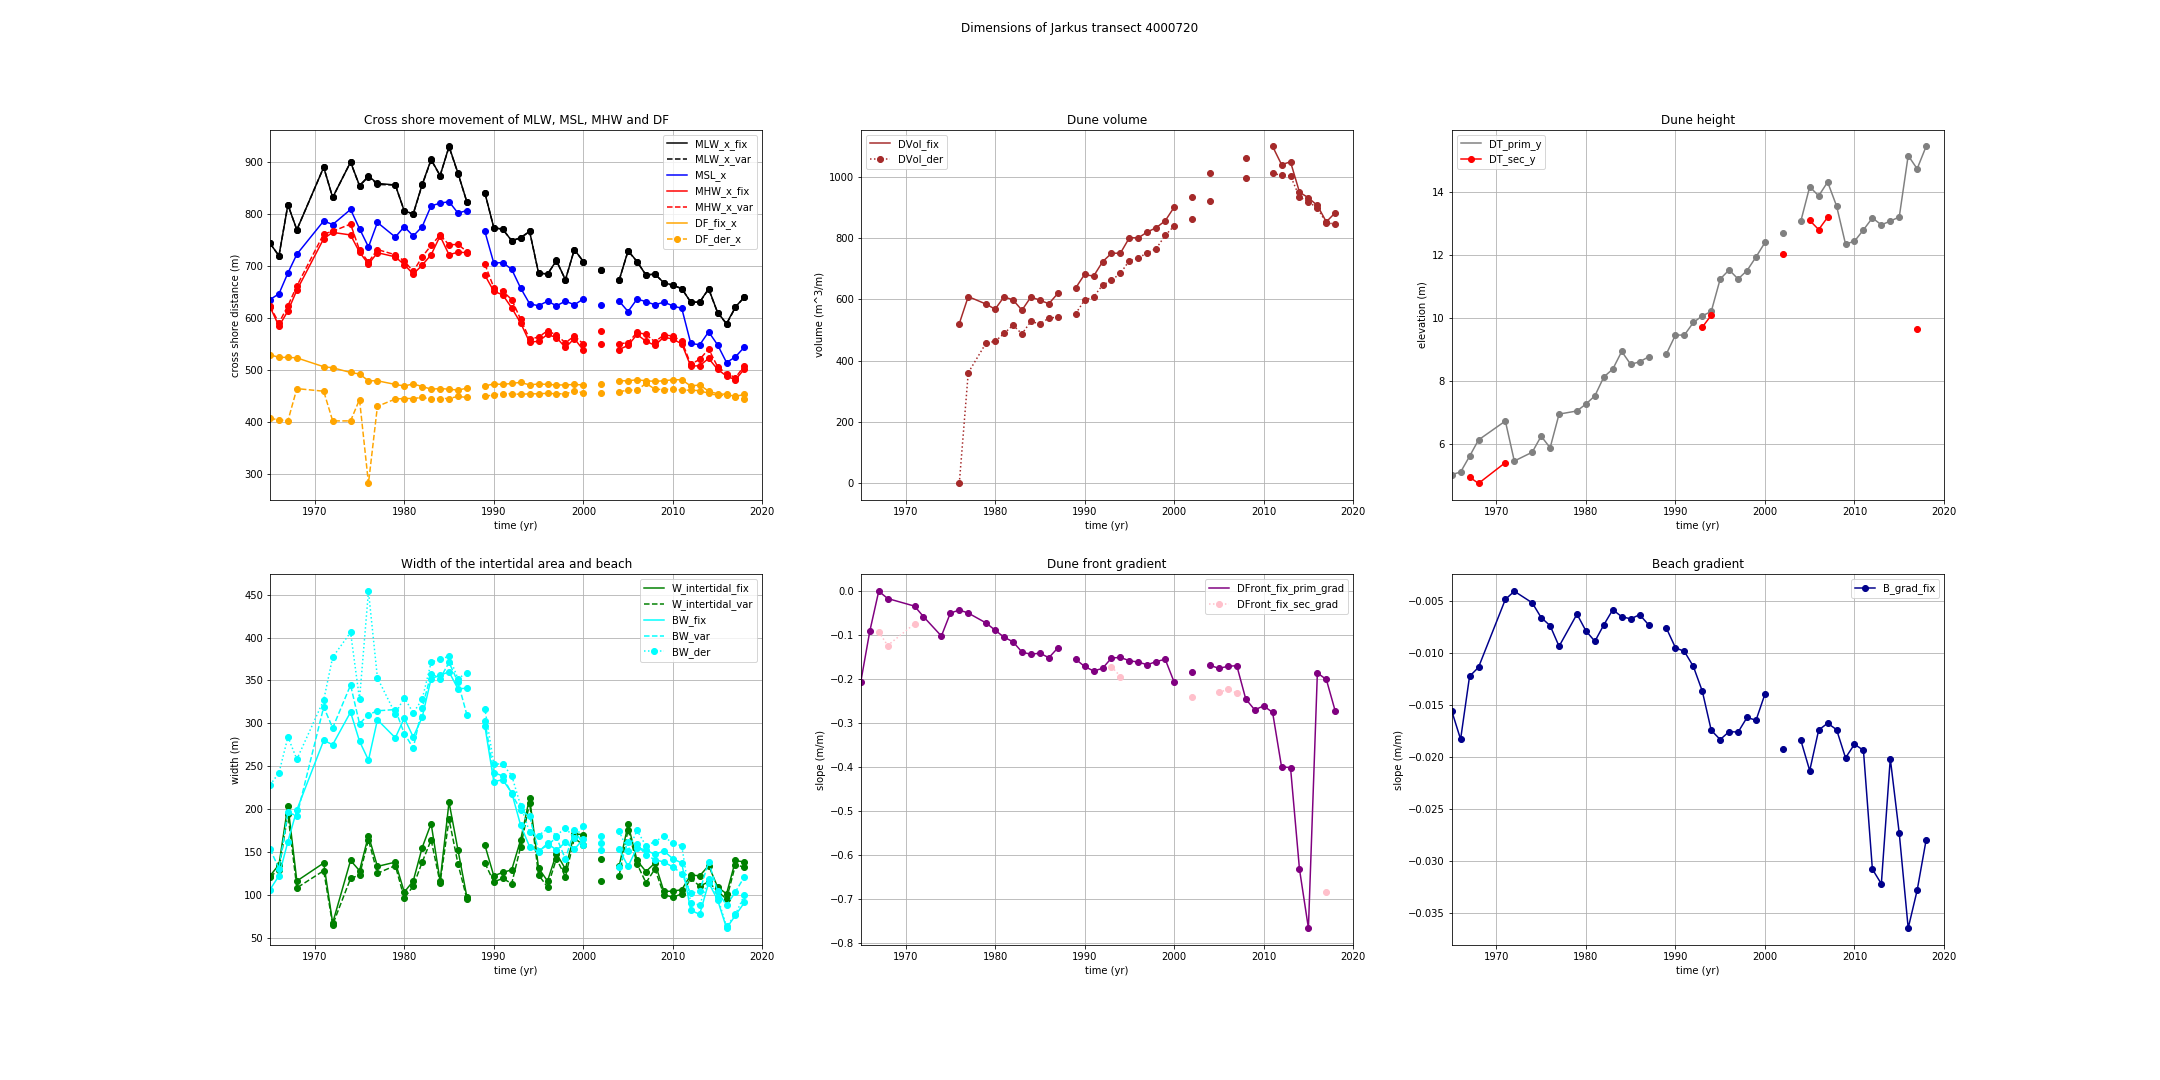 Dimensions of Jarkus transect 4000720
Cross shore movement of MLW, MSL, MHW and DF
cross shore distance (m)
900
800
700
600
500
400
300
MLW_x_fix
MLW_x_var
MSL_x
MHW_x_fix
MHW_x_var
DF_fix_x
DF_der_x
1970 1980 1990 2000 2010 2020
time (yr)
Dune volume
volume (m^3/m)
1000
800
600
400
200
0
DVol_fix
DVol_der
1970 1980 1990 2000 2010 2020
time (yr)
Dune height
elevation (m)
14
12
10
8
6
DT_prim_y
DT_sec_y
1970 1980 1990 2000 2010 2020
time (yr)
Width of the intertidal area and beach
width (m)
450
400
350
300
250
200
150
100
50
W_intertidal_fix
W_intertidal_var
BW_fix
BW_var
BW_der
1970 1980 1990 2000 2010 2020
time (yr)
Dune front gradient
slope (m/m)
0.0
−0.1
−0.2
−0.3
−0.4
−0.5
−0.6
−0.7
−0.8
DFront_fix_prim_grad
DFront_fix_sec_grad
1970 1980 1990 2000 2010 2020
time (yr)
Beach gradient
slope (m/m)
−0.005
−0.010
−0.015
−0.020
−0.025
−0.030
−0.035
B_grad_fix
1970 1980 1990 2000 2010 2020
time (yr)